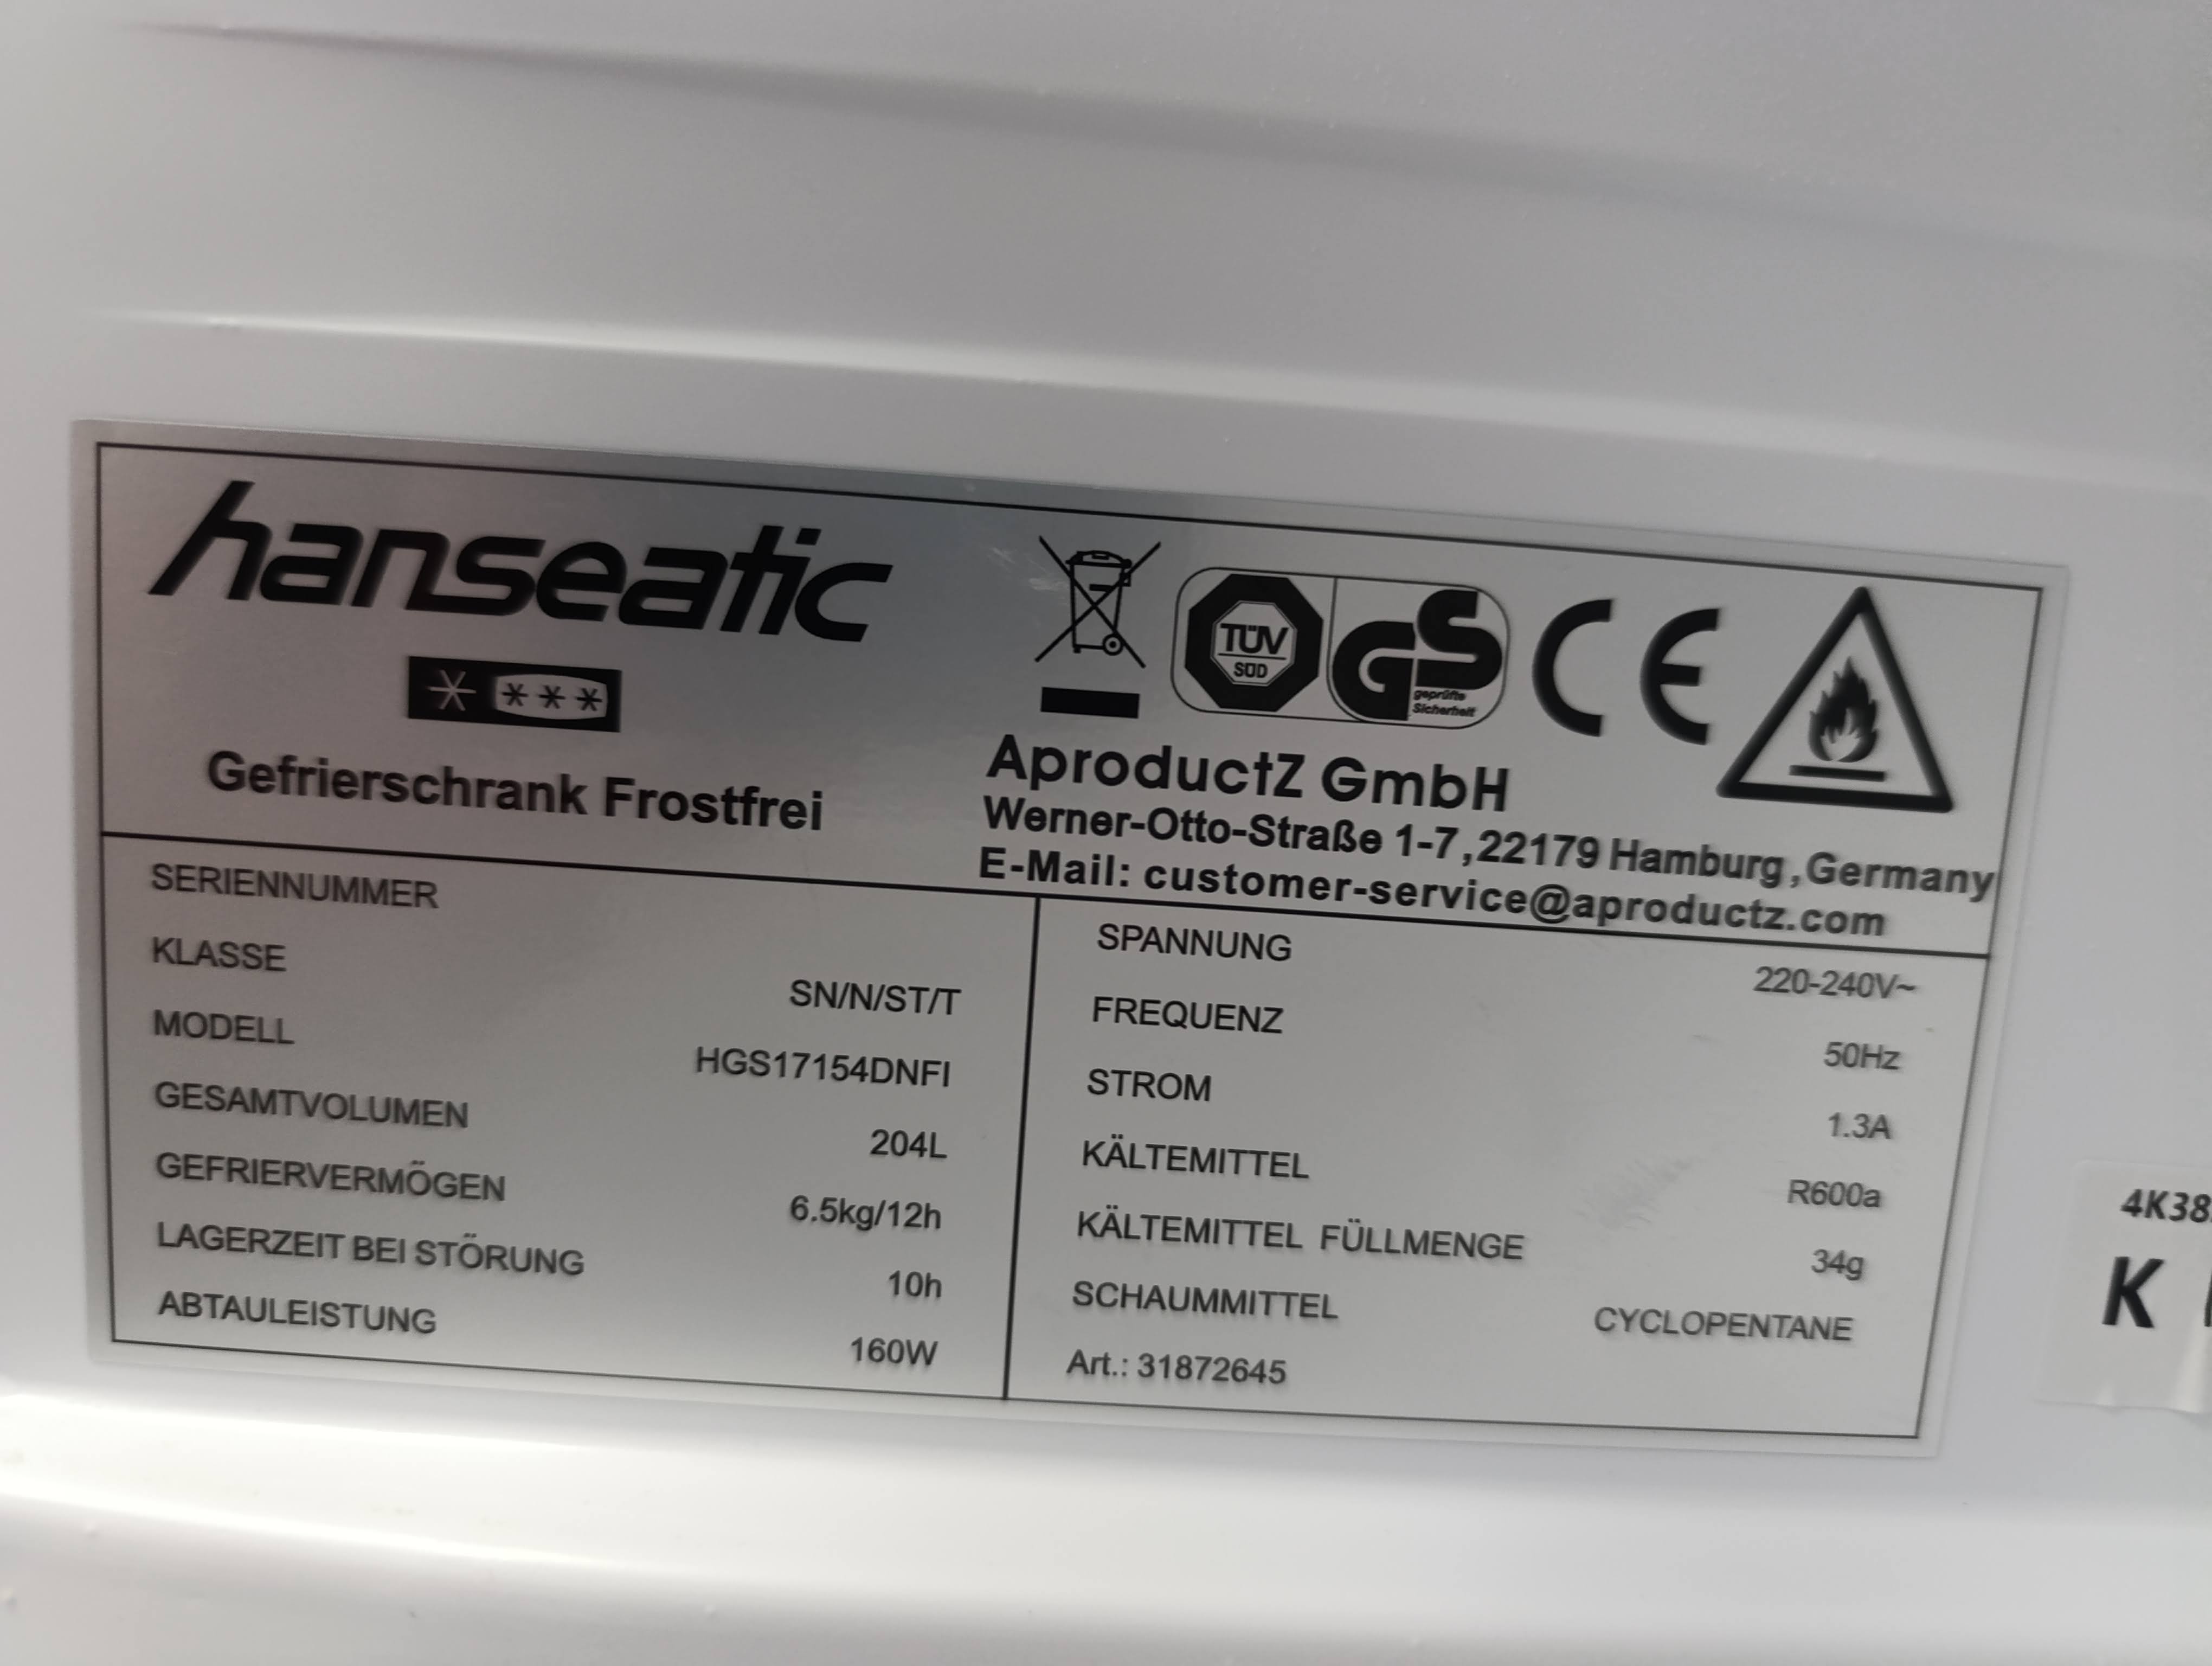 hanseatic
TÜV
SÜD
GS
geprüfte
Sicherheit
CE
Gefrierschrank Frostfrei
AproductZ GmbH
Werner-Otto-Straße 1-7,22179 Hamburg,Germany
E-Mail: customer-service@aproductz.com
SERIENNUMMER
KLASSE SN/N/ST/T
MODELL HGS17154DNFI
GESAMTVOLUMEN 204L
GEFRIERVERMÖGEN 6.5kg/12h
LAGERZEIT BEI STÖRUNG 10h
ABTAULEISTUNG 160W
SPANNUNG 220-240V~
FREQUENZ 50Hz
STROM 1.3A
KÄLTEMITTEL R600a
KÄLTEMITTEL FÜLLMENGE 34g
SCHAUMMITTEL CYCLOPENTANE
Art.: 31872645
4K38
K